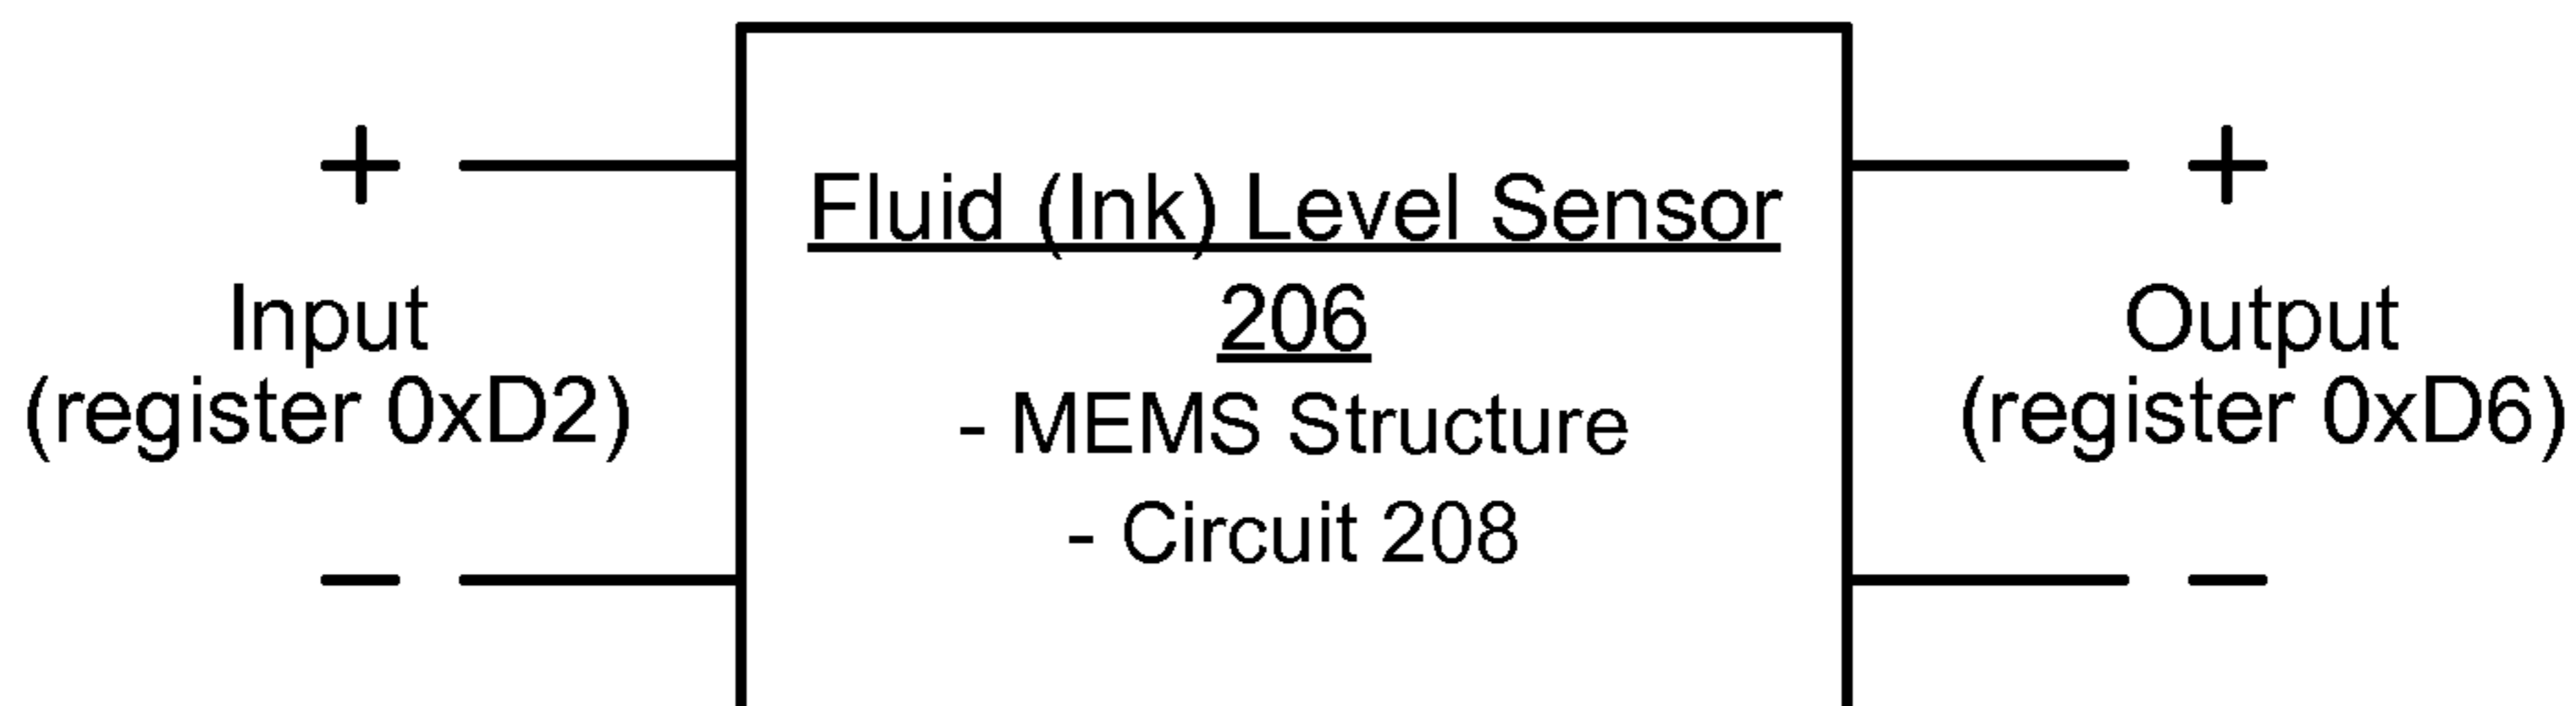 +
+
Fluid (Ink) Level Sensor
206
Input
(register 0xD2)
Output
(register 0xD6)
- MEMS Structure
- Circuit 208
−
−